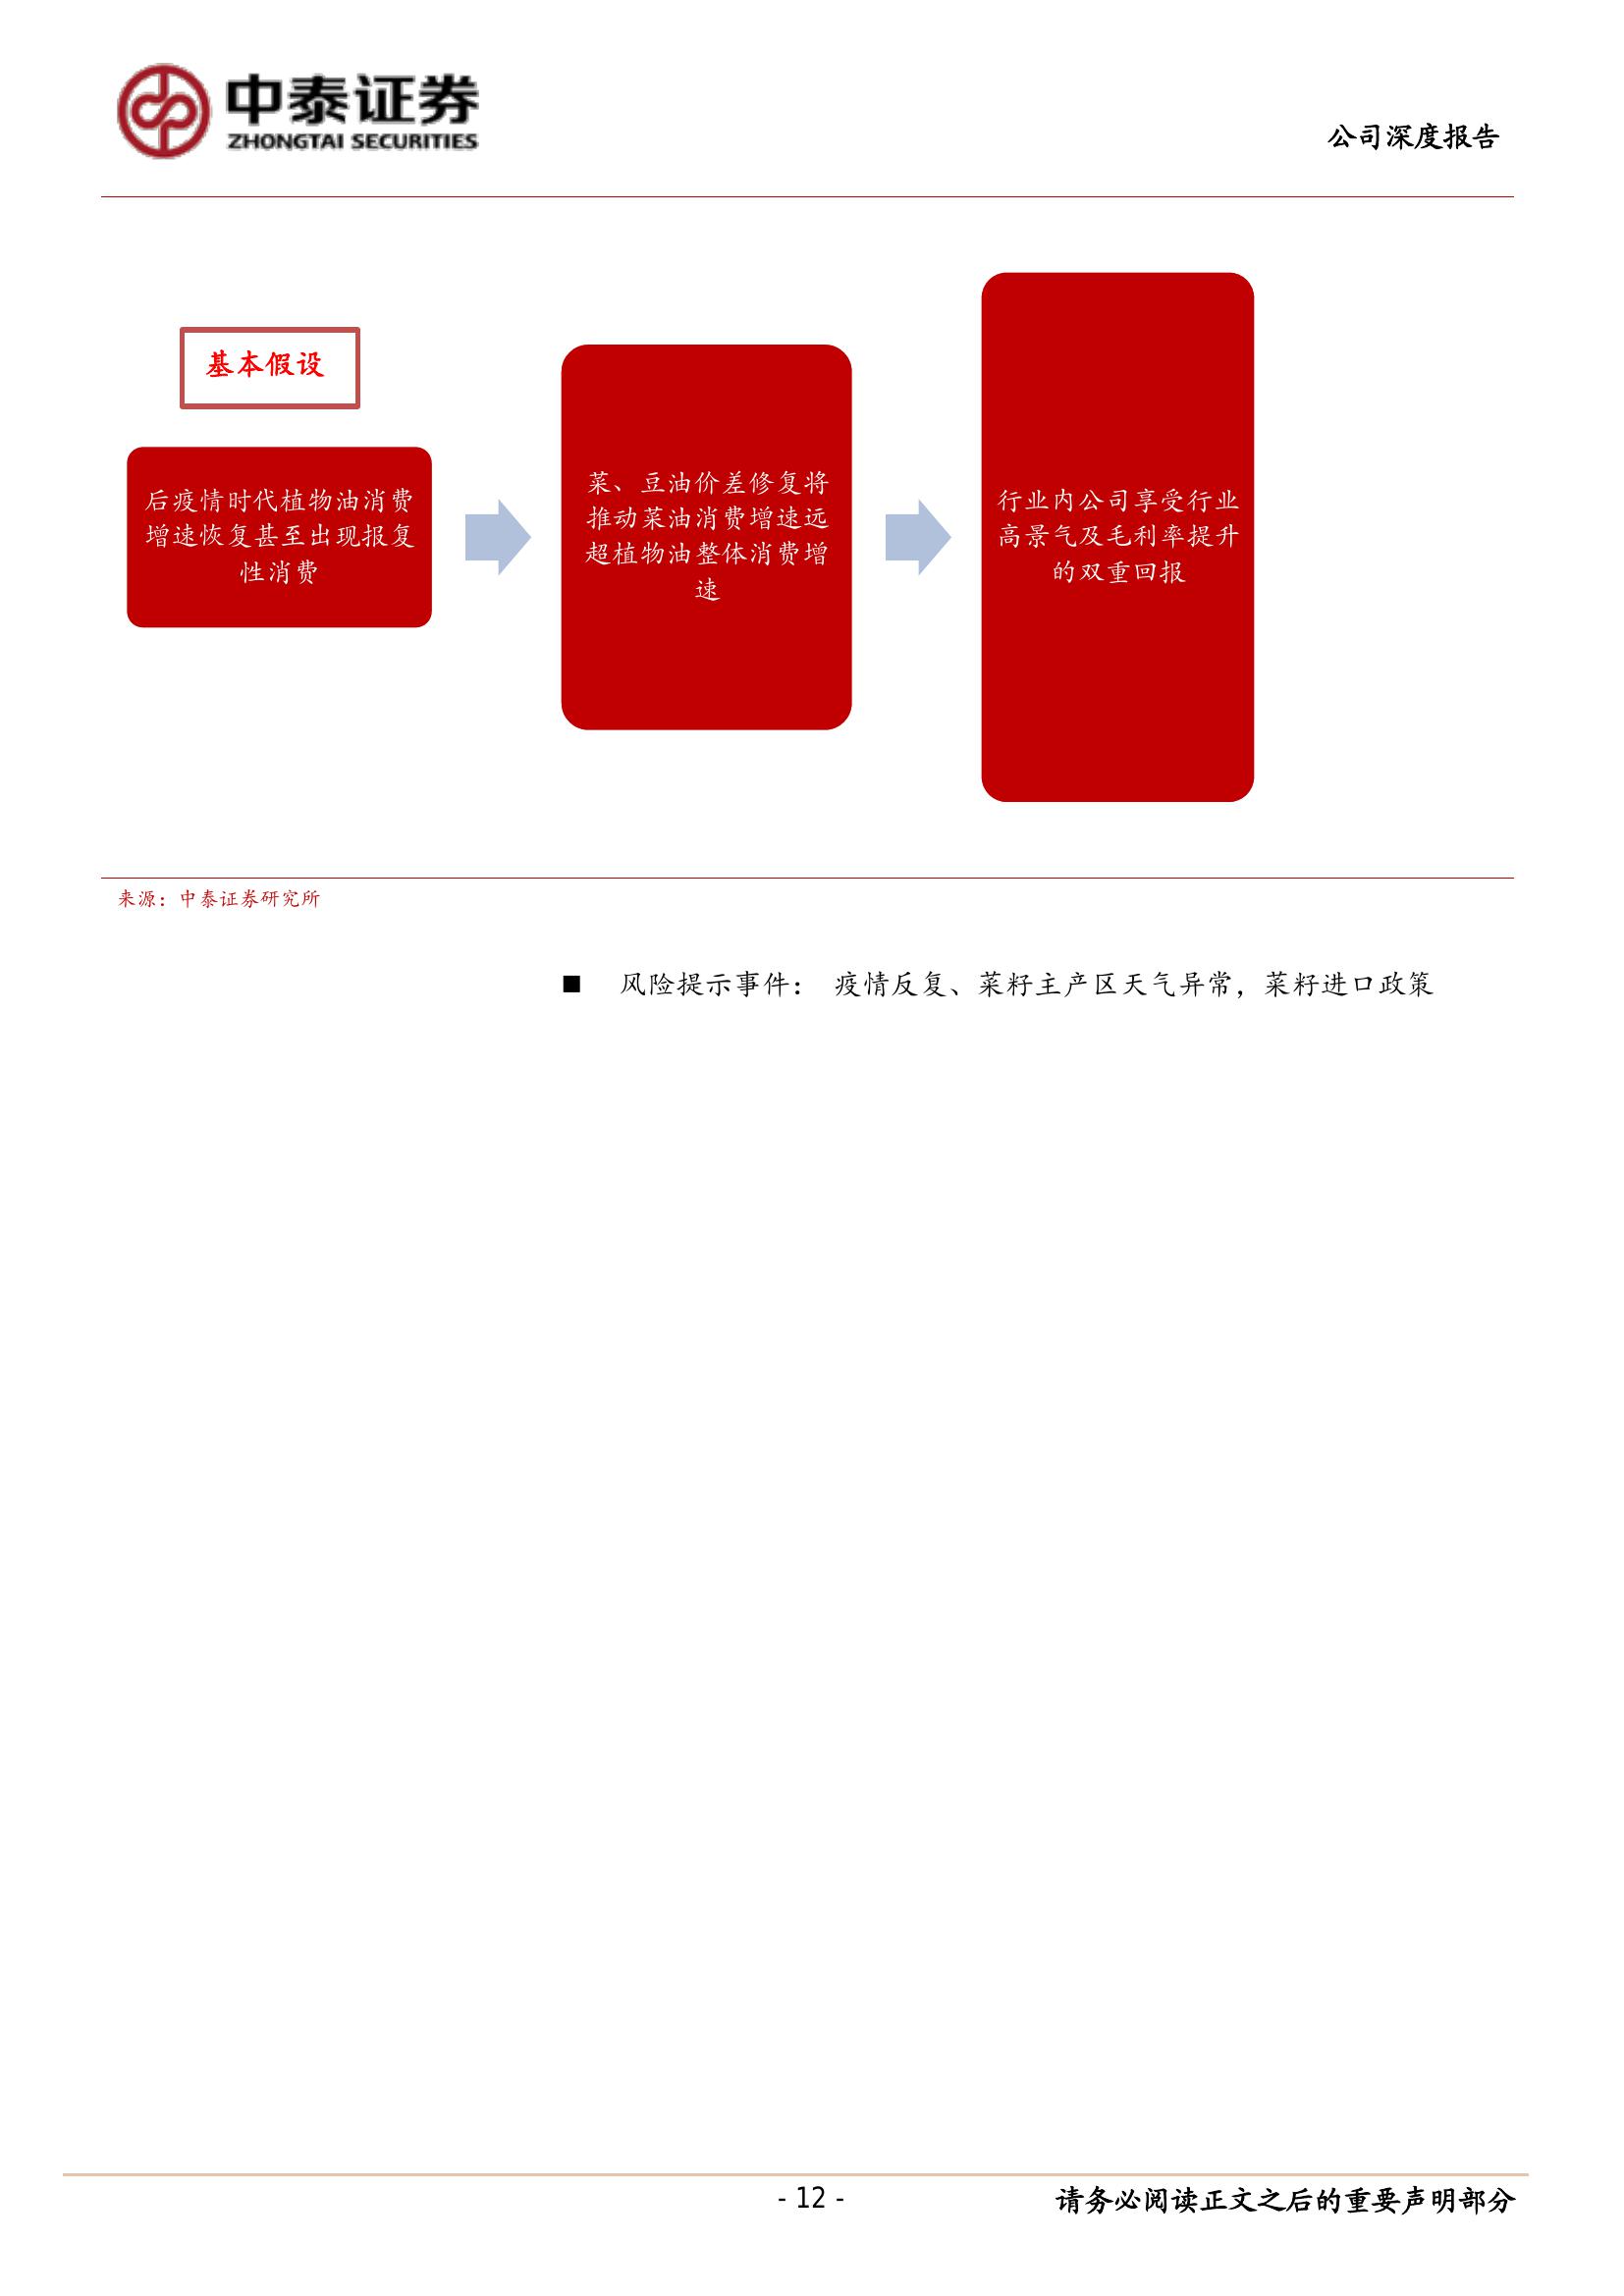 中泰证券
ZHONGTAI SECURITIES
公司深度报告
基本假设
后疫情时代植物油消费
增速恢复甚至出现报复
性消费
菜、豆油价差修复将
推动菜油消费增速远
超植物油整体消费增
速
行业内公司享受行业
高景气及毛利率提升
的双重回报
来源：中泰证券研究所
■ 风险提示事件： 疫情反复、菜籽主产区天气异常，菜籽进口政策
- 12 -
请务必阅读正文之后的重要声明部分